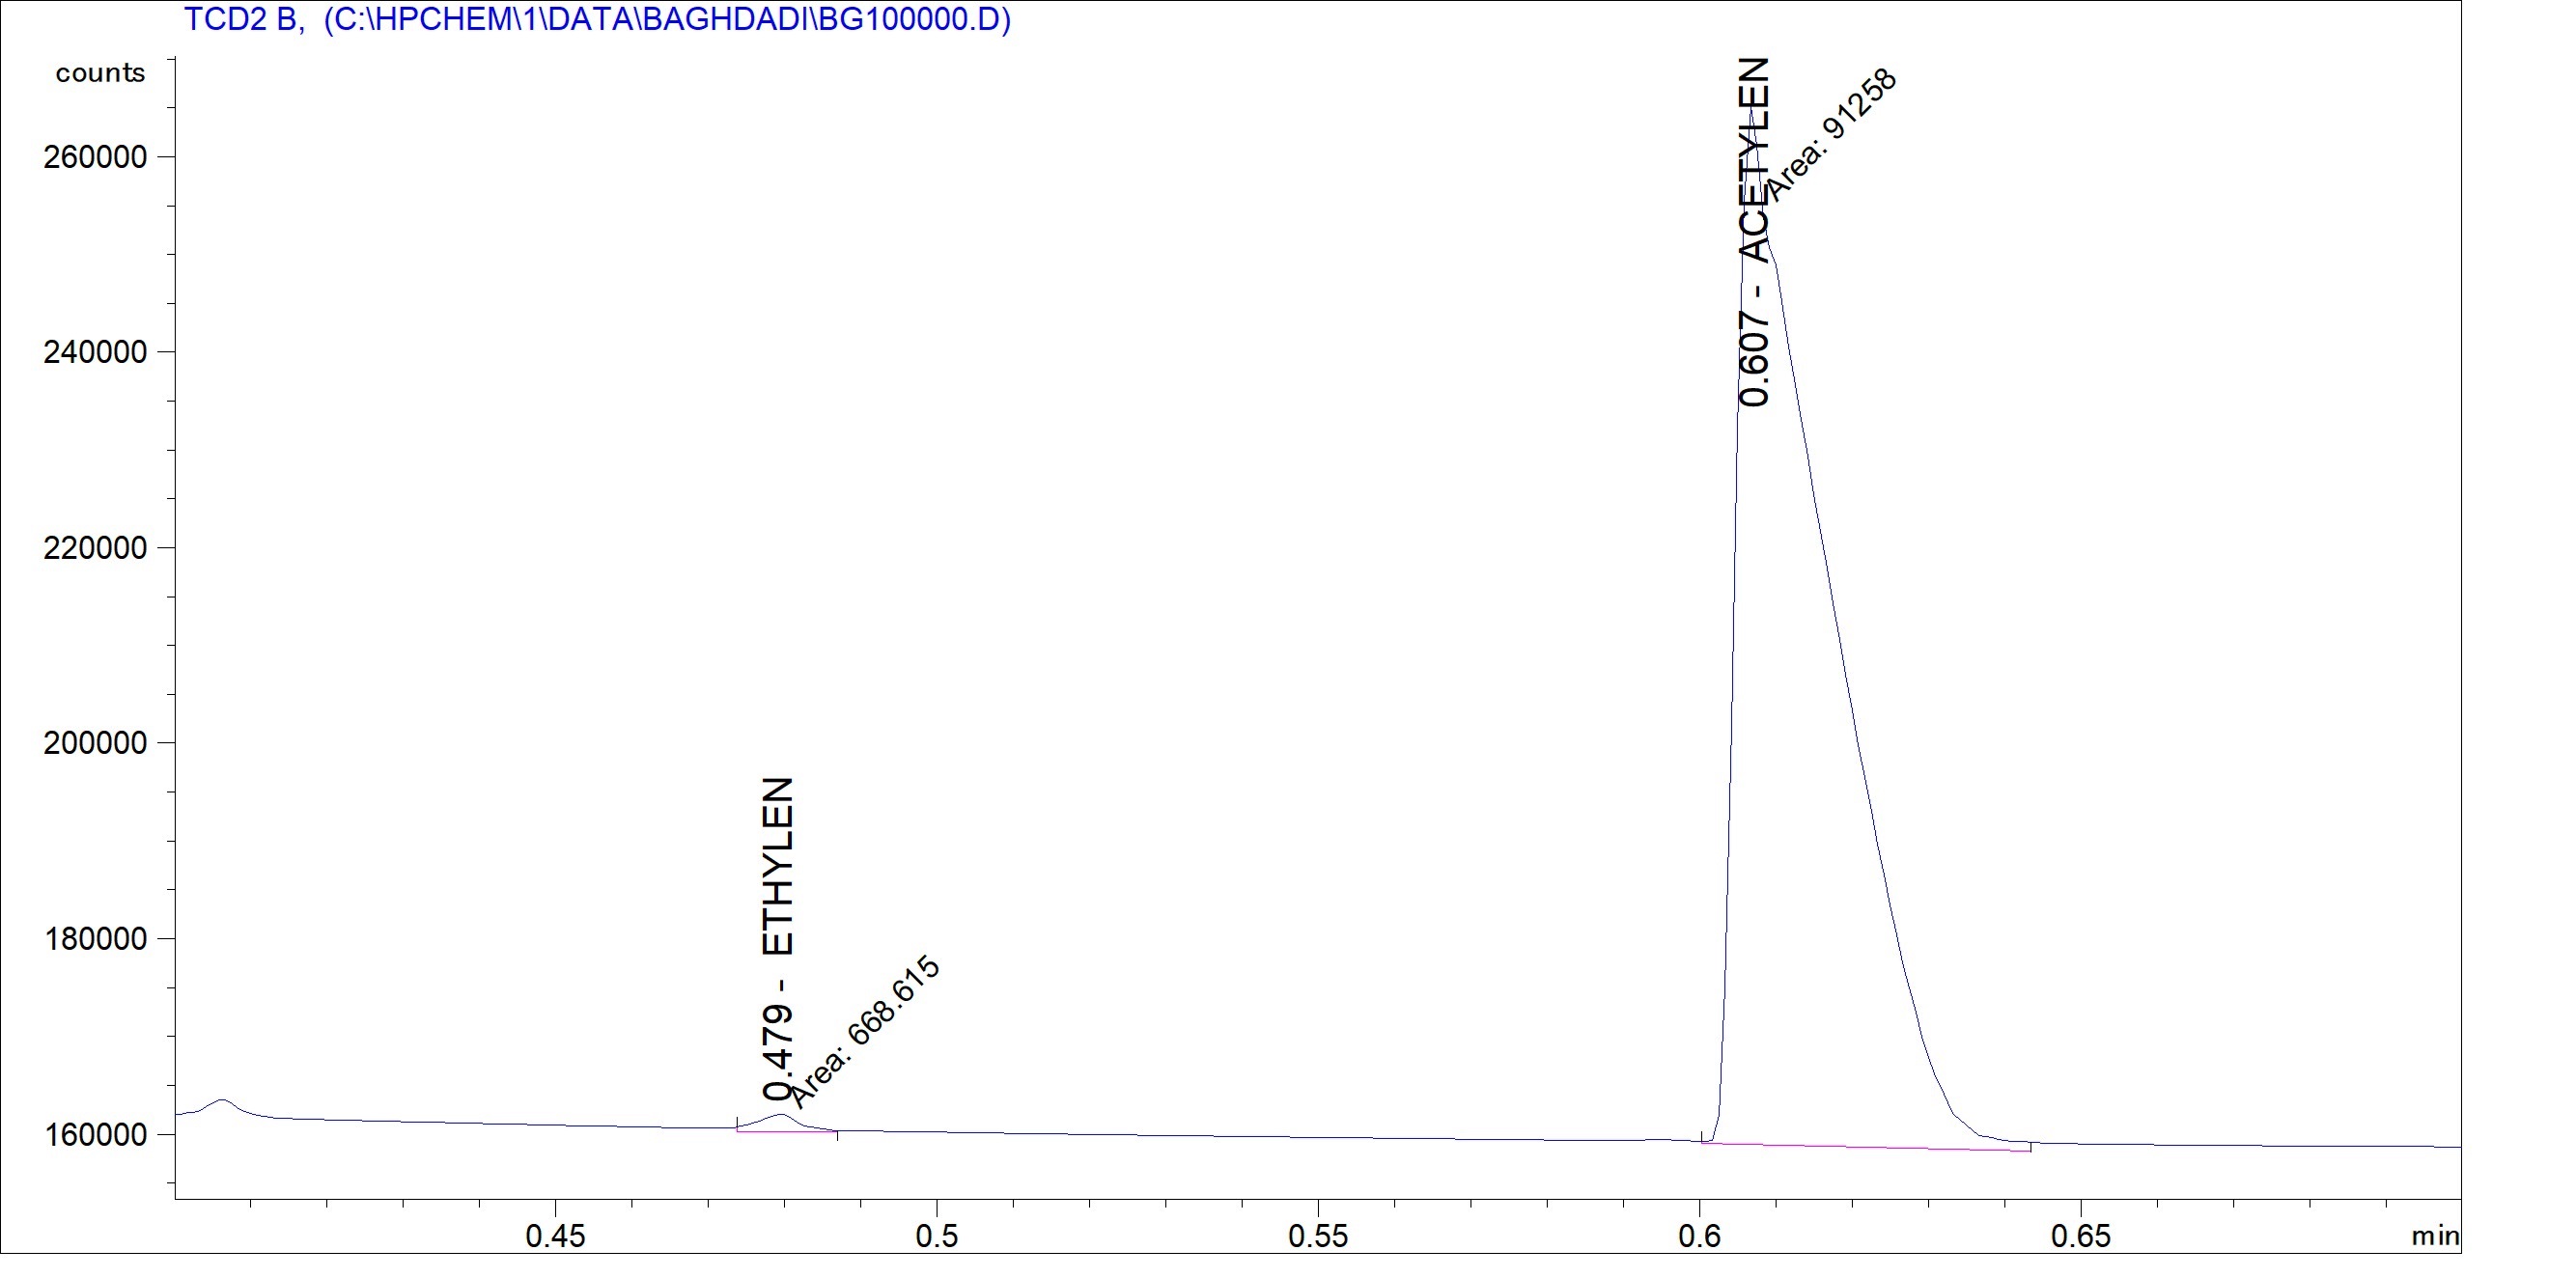 TCD2 B,  (C:\HPCHEM\1\DATA\BAGHDADI\BG100000.D)
counts
260000
240000
220000
200000
180000
160000
0.479 -  ETHYLEN
Area: 668.615
0.607 -  ACETYLEN
Area: 91258
0.45
0.5
0.55
0.6
0.65
min